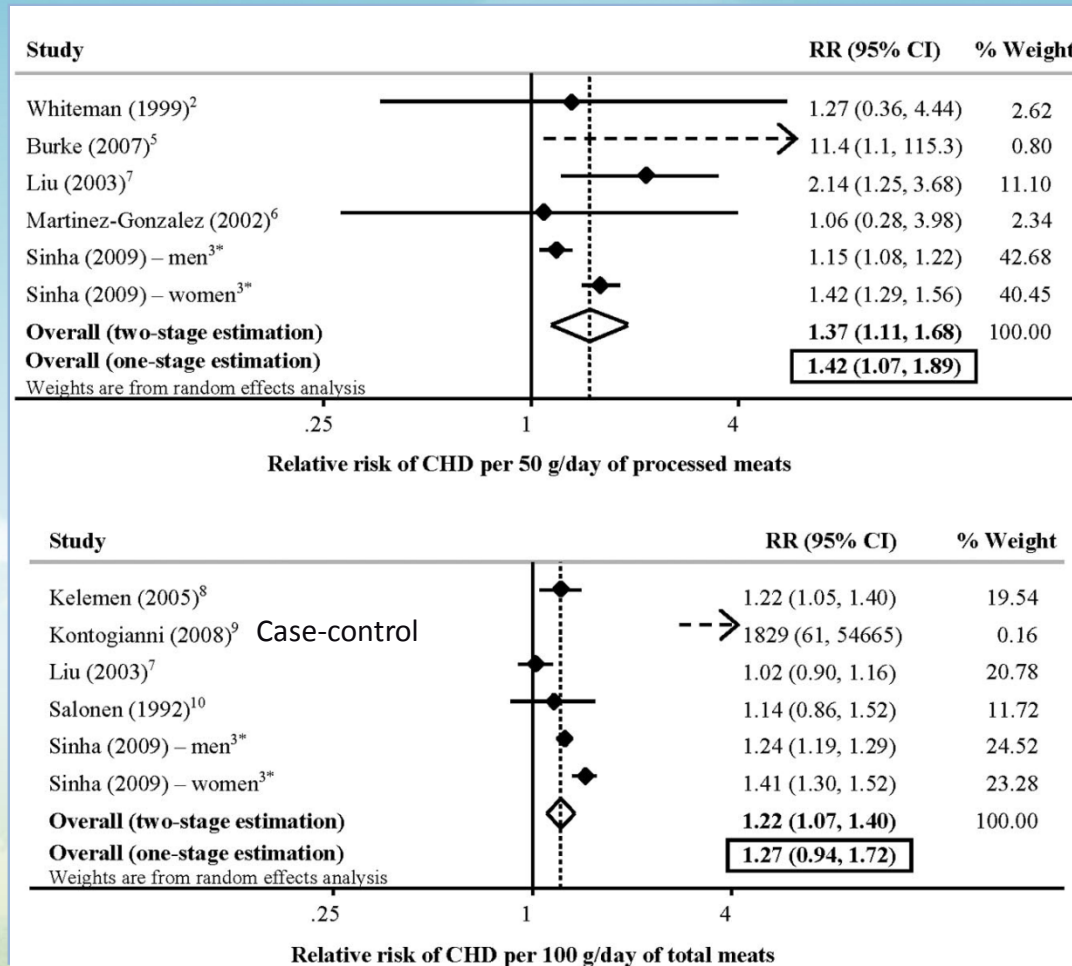 Study RR (95% CI) % Weight
Whiteman (1999)2 1.27 (0.36, 4.44) 2.62
Burke (2007)5 11.4 (1.1, 115.3) 0.80
Liu (2003)7 2.14 (1.25, 3.68) 11.10
Martinez-Gonzalez (2002)6 1.06 (0.28, 3.98) 2.34
Sinha (2009) – men3* 1.15 (1.08, 1.22) 42.68
Sinha (2009) – women3* 1.42 (1.29, 1.56) 40.45
Overall (two-stage estimation) 1.37 (1.11, 1.68) 100.00
Overall (one-stage estimation) 1.42 (1.07, 1.89)
Weights are from random effects analysis
.25 1 4
Relative risk of CHD per 50 g/day of processed meats
Study RR (95% CI) % Weight
Kelemen (2005)8 1.22 (1.05, 1.40) 19.54
Kontogianni (2008)9 Case-control 1829 (61, 54665) 0.16
Liu (2003)7 1.02 (0.90, 1.16) 20.78
Salonen (1992)10 1.14 (0.86, 1.52) 11.72
Sinha (2009) – men3* 1.24 (1.19, 1.29) 24.52
Sinha (2009) – women3* 1.41 (1.30, 1.52) 23.28
Overall (two-stage estimation) 1.22 (1.07, 1.40) 100.00
Overall (one-stage estimation) 1.27 (0.94, 1.72)
Weights are from random effects analysis
.25 1 4
Relative risk of CHD per 100 g/day of total meats